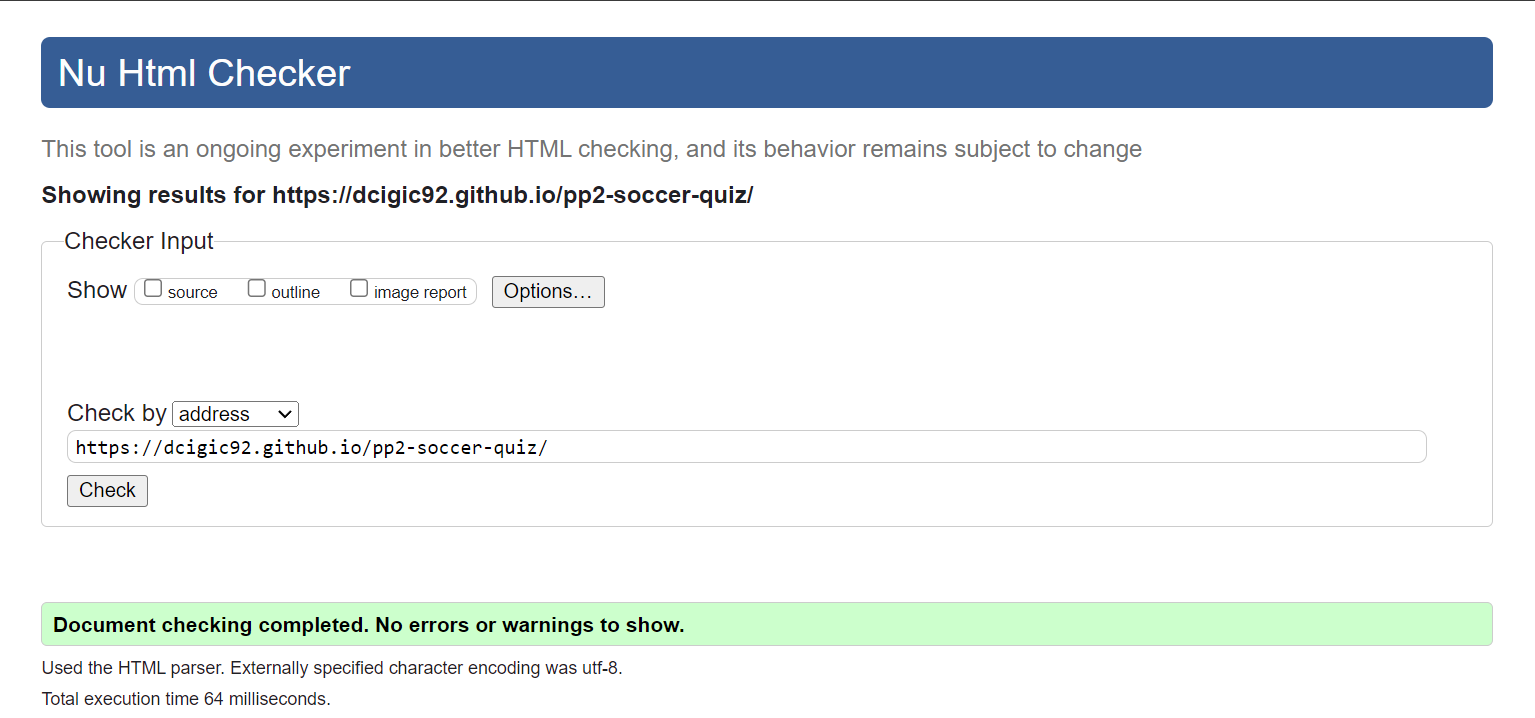 Nu Html Checker
This tool is an ongoing experiment in better HTML checking, and its behavior remains subject to change
Showing results for https://dcigic92.github.io/pp2-soccer-quiz/
Checker Input
Show source outline image report Options...
Check by address
https://dcigic92.github.io/pp2-soccer-quiz/
Check
Document checking completed. No errors or warnings to show.
Used the HTML parser. Externally specified character encoding was utf-8.
Total execution time 64 milliseconds.